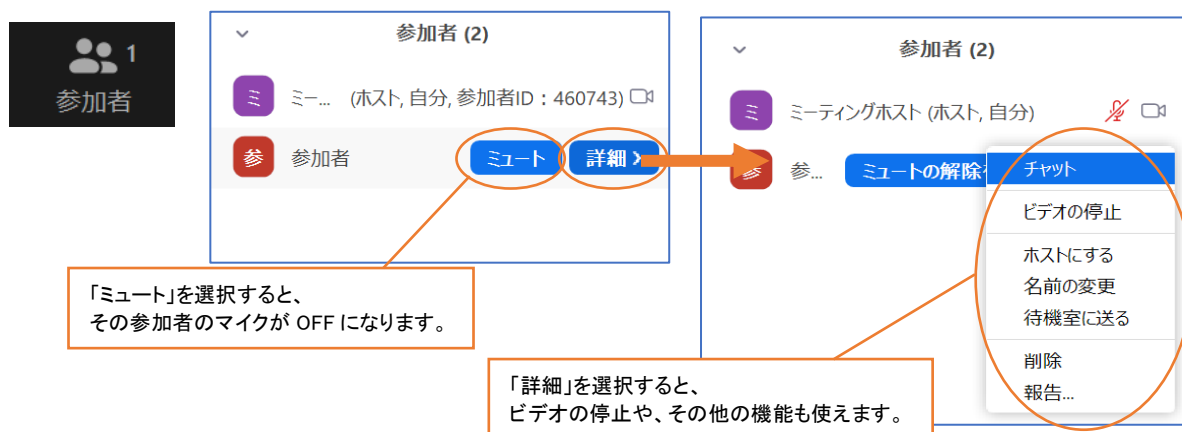 1
参加者
参加者 (2)
ミ ミー... (ホスト, 自分, 参加者ID：460743)
参 参加者 ミュート 詳細 >
「ミュート」を選択すると、
その参加者のマイクが OFF になります。
参加者 (2)
ミ ミーティングホスト (ホスト, 自分)
参 参... ミュートの解除
チャット
ビデオの停止
ホストにする
名前の変更
待機室に送る
削除
報告...
「詳細」を選択すると、
ビデオの停止や、その他の機能も使えます。